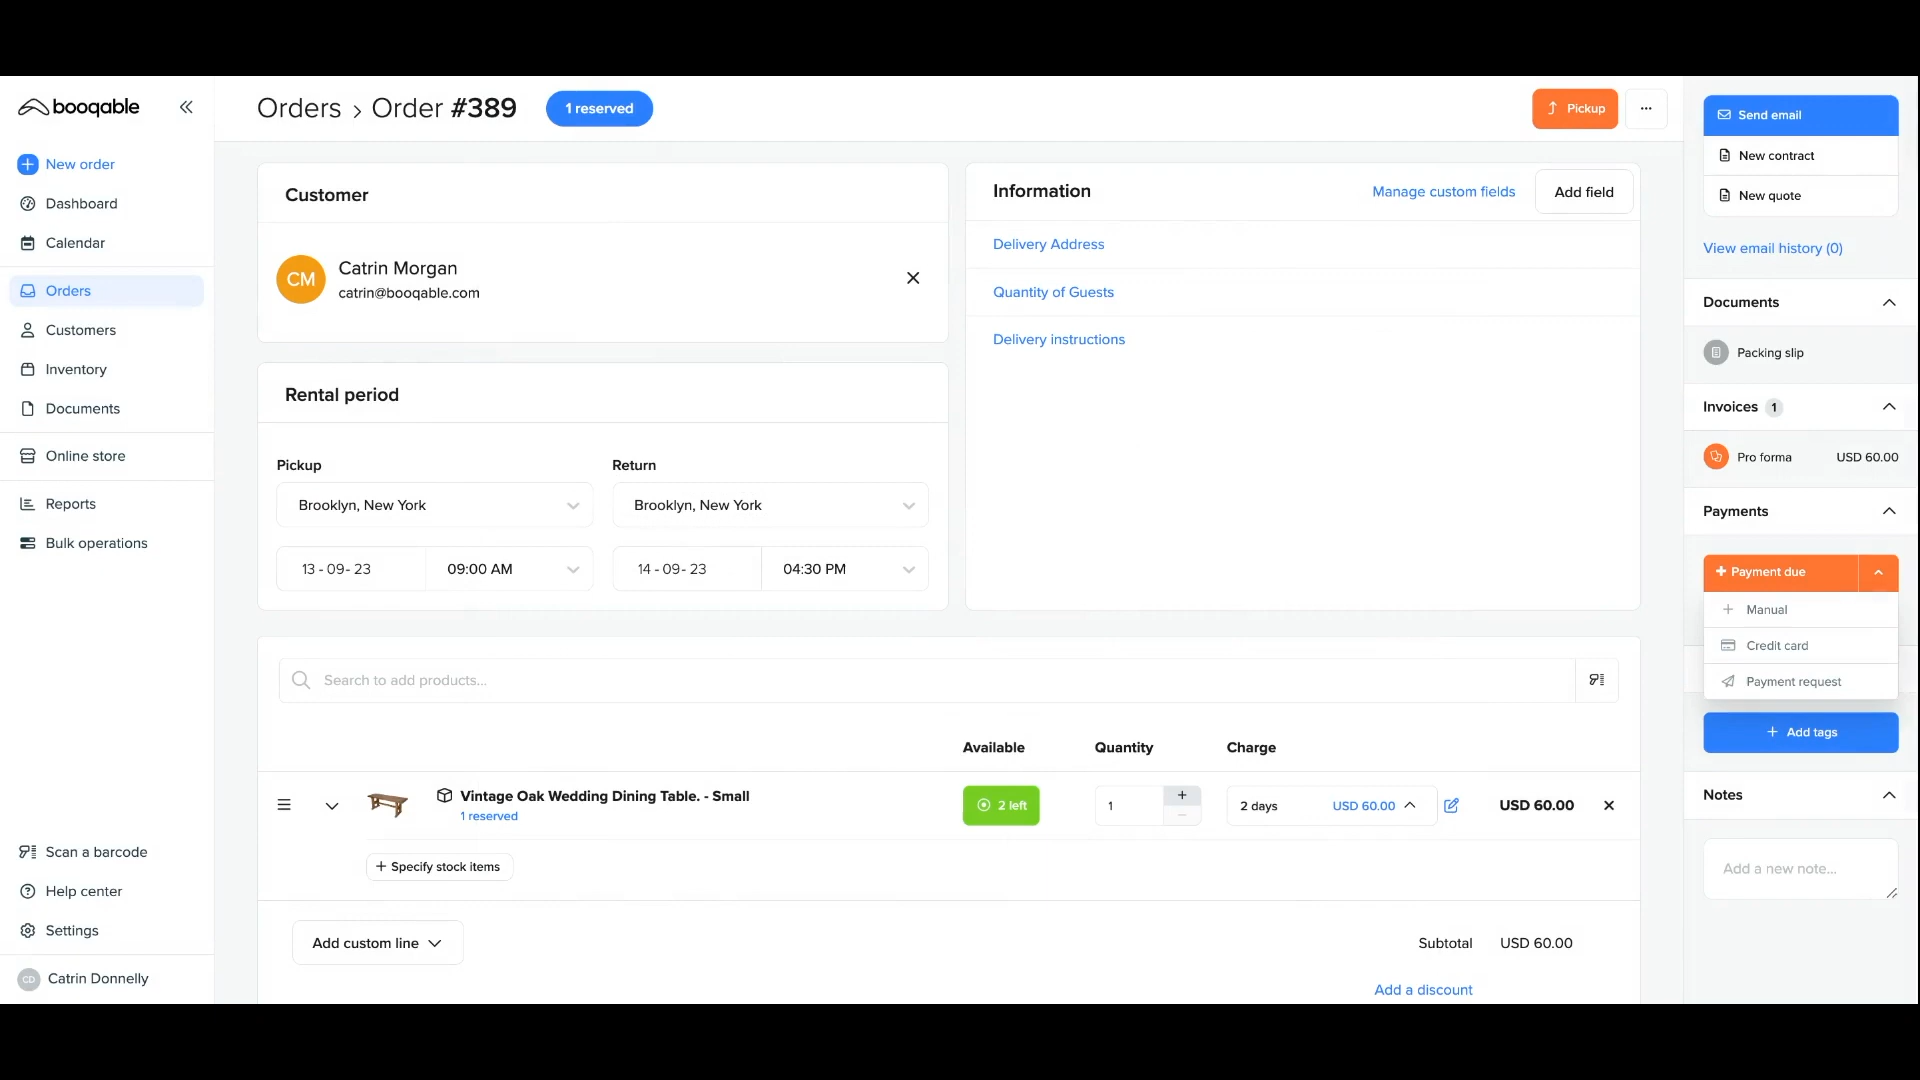 booqable
New order
Dashboard
Calendar
Orders
Customers
Inventory
Documents
Online store
Reports
Bulk operations
Scan a barcode
Help center
Settings
CD Catrin Donnelly
Orders › Order #389
1 reserved
Pickup
...
Customer
CM
Catrin Morgan
catrin@booqable.com
Information
Manage custom fields
Add field
Delivery Address
Quantity of Guests
Delivery instructions
Rental period
Pickup
Return
Brooklyn, New York
Brooklyn, New York
13 - 09- 23
09:00 AM
14 - 09- 23
04:30 PM
Search to add products...
Available
Quantity
Charge
Vintage Oak Wedding Dining Table. - Small
1 reserved
2 left
1
2 days
USD 60.00
USD 60.00
+ Specify stock items
Add custom line
Subtotal
USD 60.00
Add a discount
Send email
New contract
New quote
View email history (0)
Documents
Packing slip
Invoices 1
Pro forma
USD 60.00
Payments
+ Payment due
+ Manual
Credit card
Payment request
+ Add tags
Notes
Add a new note...